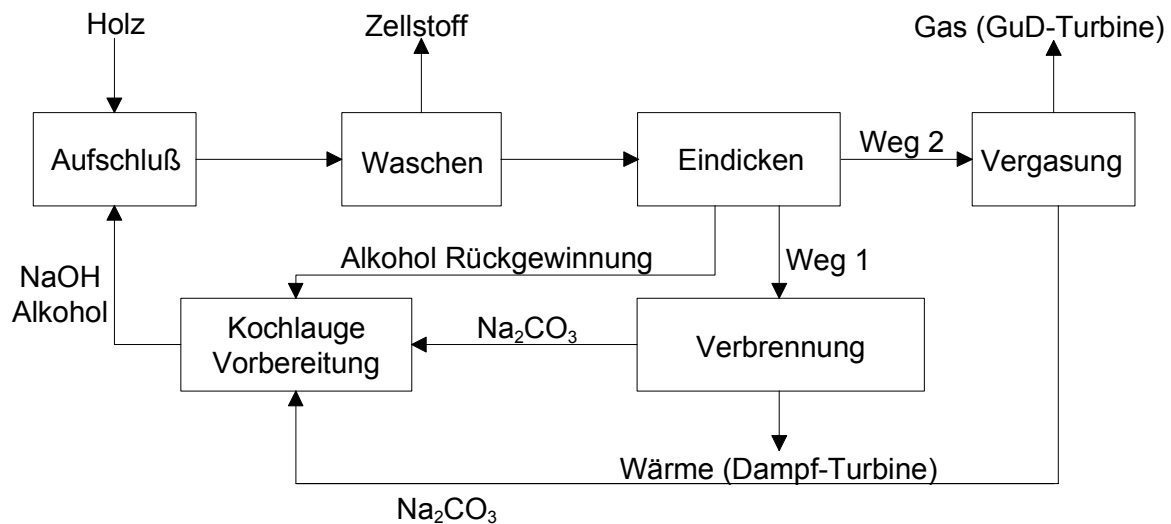 Holz
Zellstoff
Gas (GuD-Turbine)
Aufschluß
Waschen
Eindicken
Weg 2
Vergasung
Alkohol Rückgewinnung
Weg 1
NaOH
Alkohol
Kochlauge
Vorbereitung
Na₂CO₃
Verbrennung
Wärme (Dampf-Turbine)
Na₂CO₃